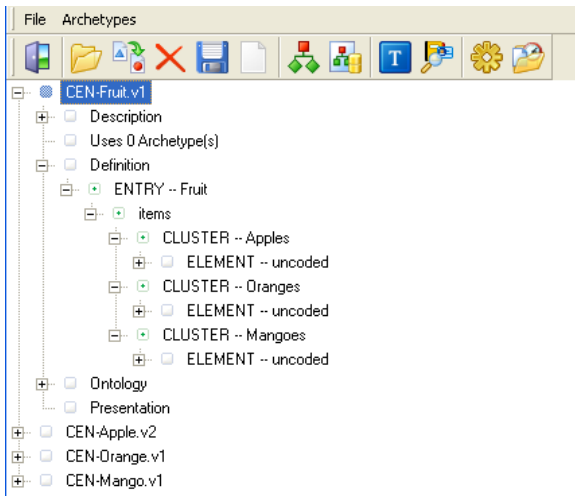 File Archetypes
T
CEN-Fruit.v1
Description
Uses 0 Archetype(s)
Definition
ENTRY -- Fruit
items
CLUSTER -- Apples
ELEMENT -- uncoded
CLUSTER -- Oranges
ELEMENT -- uncoded
CLUSTER -- Mangoes
ELEMENT -- uncoded
Ontology
Presentation
CEN-Apple.v2
CEN-Orange.v1
CEN-Mango.v1